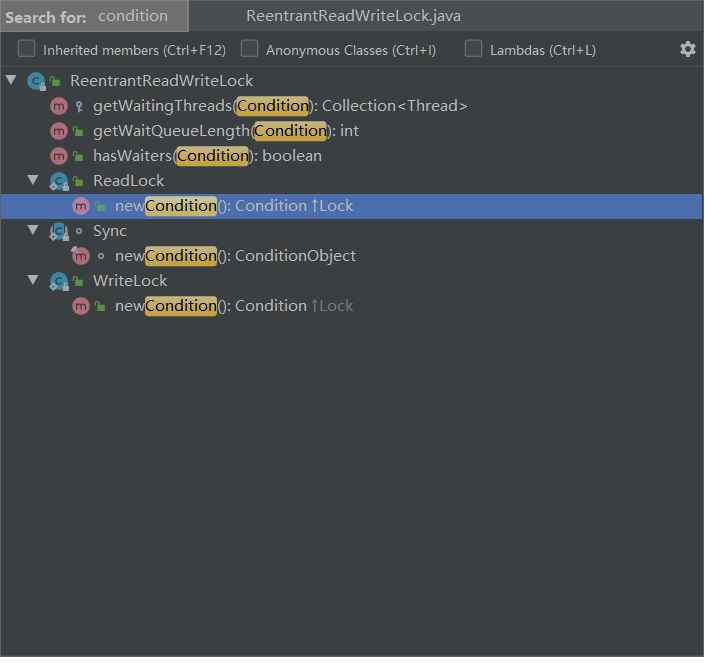 Search for: condition ReentrantReadWriteLock.java
Inherited members (Ctrl+F12) Anonymous Classes (Ctrl+I) Lambdas (Ctrl+L)
ReentrantReadWriteLock
getWaitingThreads(Condition): Collection<Thread>
getWaitQueueLength(Condition): int
hasWaiters(Condition): boolean
ReadLock
newCondition(): Condition ↑Lock
Sync
newCondition(): ConditionObject
WriteLock
newCondition(): Condition ↑Lock